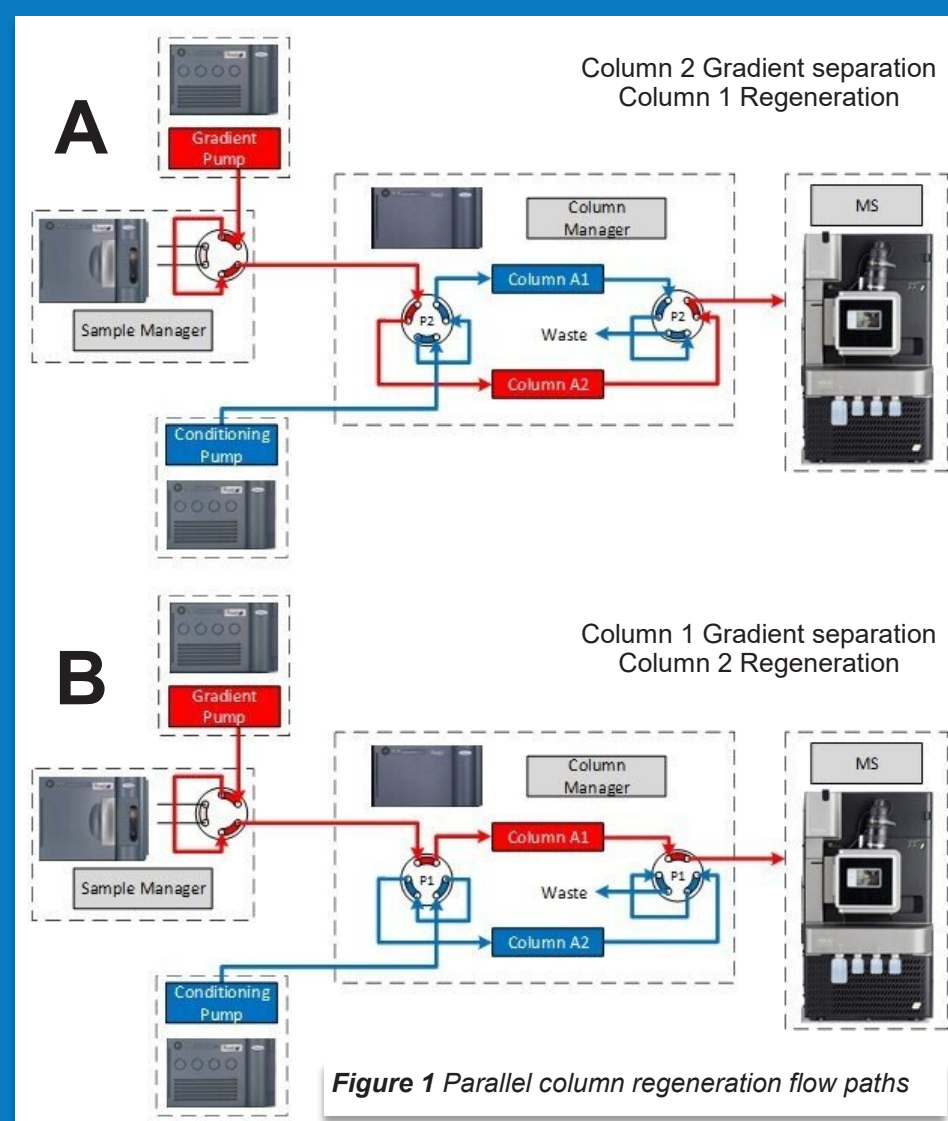 Column 2 Gradient separation
Column 1 Regeneration
A
Gradient
Pump
Column
Manager
MS
Sample Manager
Column A1
P2
P2
Waste
Column A2
Conditioning
Pump
Column 1 Gradient separation
Column 2 Regeneration
B
Gradient
Pump
Column
Manager
MS
Sample Manager
Column A1
P1
P1
Waste
Column A2
Conditioning
Pump
Figure 1 Parallel column regeneration flow paths